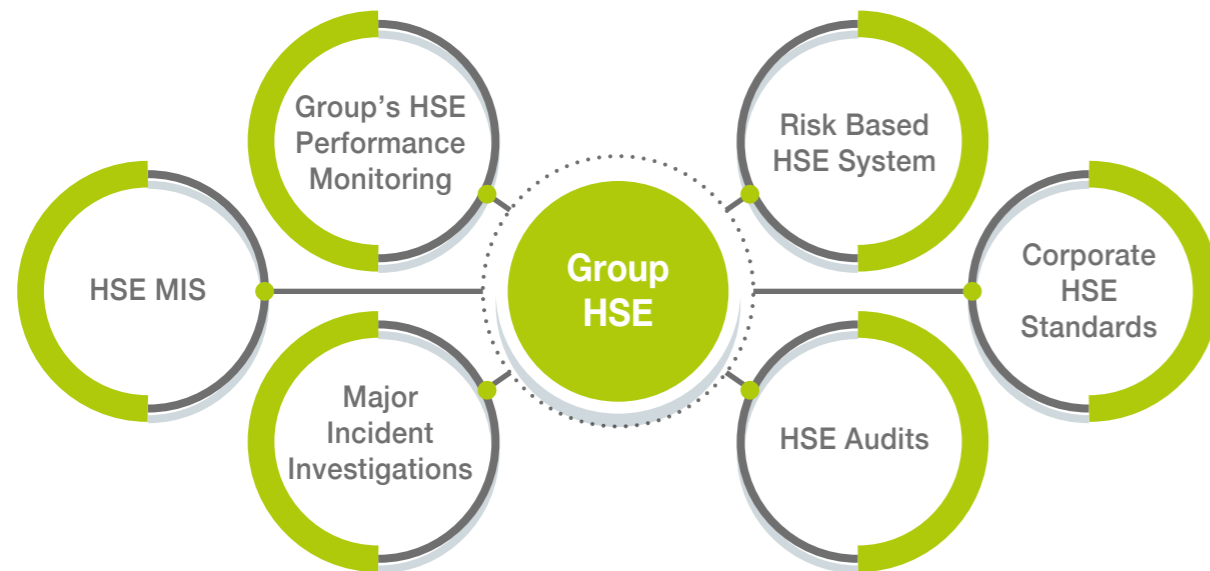 Group’s HSE
Performance
Monitoring
Risk Based
HSE System
HSE MIS
Group
HSE
Corporate
HSE
Standards
Major
Incident
Investigations
HSE Audits